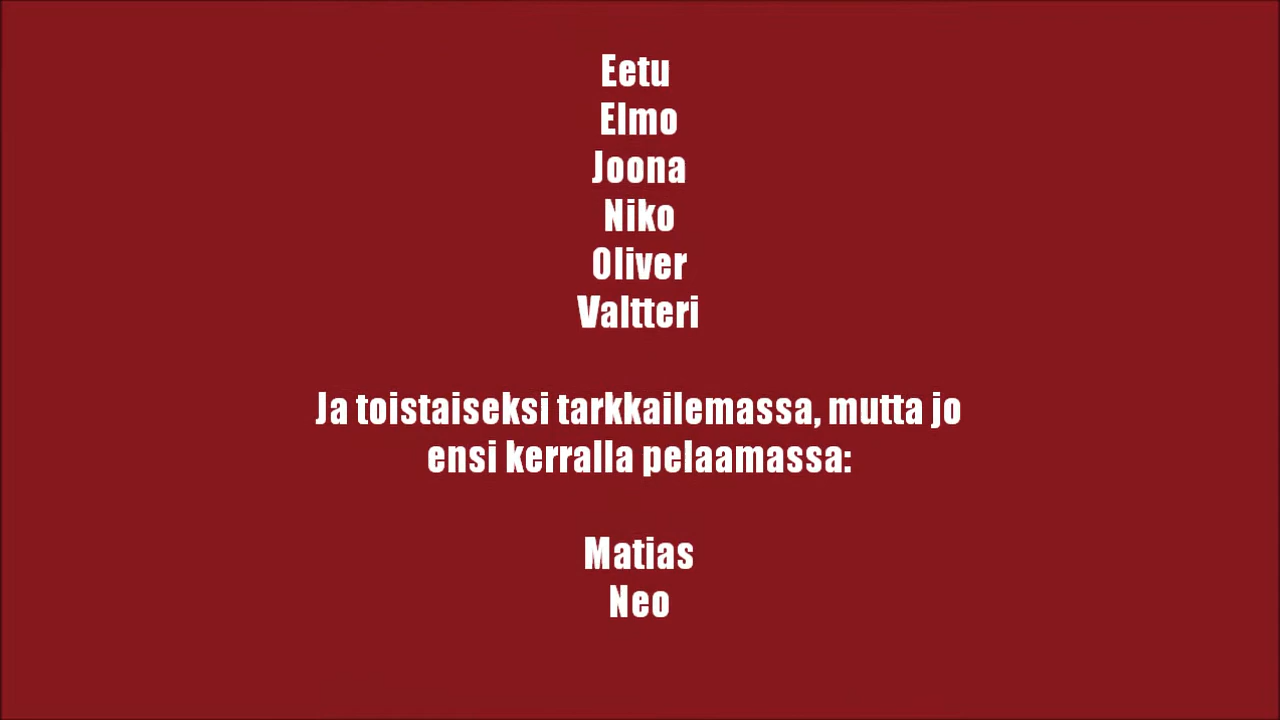 Eetu
Elmo
Joona
Niko
Oliver
Valtteri
Ja toistaiseksi tarkkailemassa, mutta jo
ensi kerralla pelaamassa:
Matias
Neo